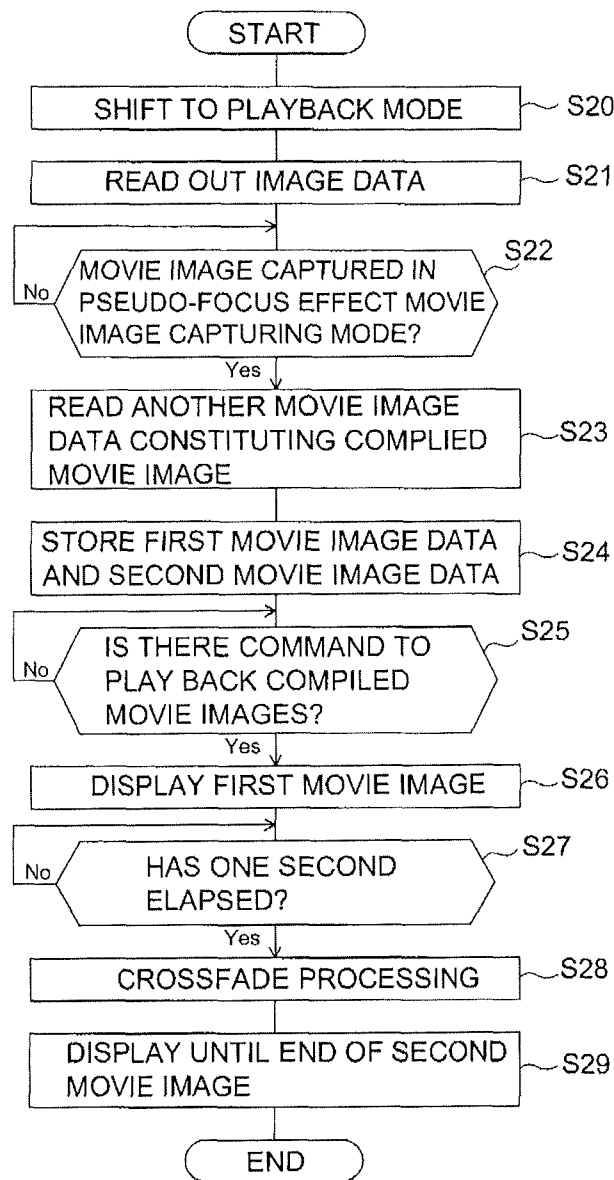 START
SHIFT TO PLAYBACK MODE
S20
READ OUT IMAGE DATA
S21
S22
MOVIE IMAGE CAPTURED IN
No
PSEUDO-FOCUS EFFECT MOVIE
IMAGE CAPTURING MODE?
Yes
READ ANOTHER MOVIE IMAGE
DATA CONSTITUTING COMPLIED
S23
MOVIE IMAGE
STORE FIRST MOVIE IMAGE DATA
AND SECOND MOVIE IMAGE DATA
S24
S25
IS THERE COMMAND TO
No
PLAY BACK COMPILED
MOVIE IMAGES?
Yes
DISPLAY FIRST MOVIE IMAGE
S26
S27
No
HAS ONE SECOND
ELAPSED?
Yes
CROSSFADE PROCESSING
S28
DISPLAY UNTIL END OF SECOND
S29
MOVIE IMAGE
END